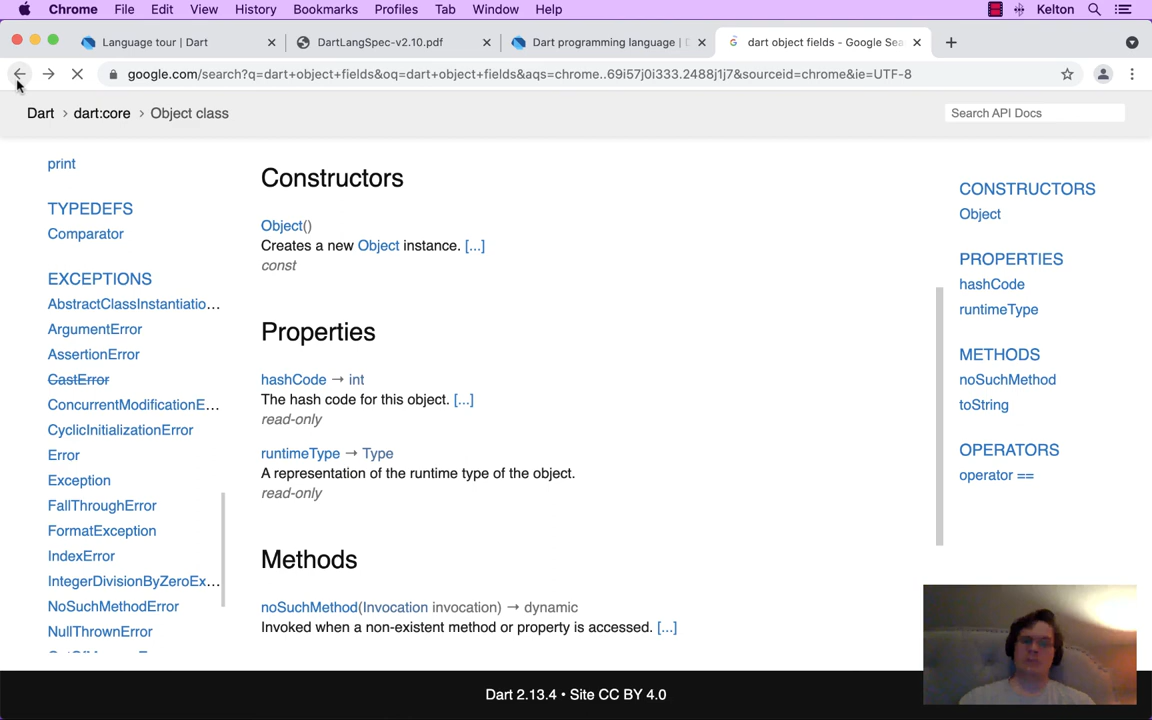 Chrome File Edit View History Bookmarks Profiles Tab Window Help Kelton
Language tour | Dart
DartLangSpec-v2.10.pdf
Dart programming language | D
dart object fields - Google Sea
google.com/search?q=dart+object+fields&oq=dart+object+fields&aqs=chrome..69i57j0i333.2488j1j7&sourceid=chrome&ie=UTF-8
Dart › dart:core › Object class
Search API Docs
print
TYPEDEFS
Comparator
EXCEPTIONS
AbstractClassInstantiatio...
ArgumentError
AssertionError
CastError
ConcurrentModificationE...
CyclicInitializationError
Error
Exception
FallThroughError
FormatException
IndexError
IntegerDivisionByZeroEx...
NoSuchMethodError
NullThrownError
Constructors
Object()
Creates a new Object instance. [...]
const
Properties
hashCode → int
The hash code for this object. [...]
read-only
runtimeType → Type
A representation of the runtime type of the object.
read-only
Methods
noSuchMethod(Invocation invocation) → dynamic
Invoked when a non-existent method or property is accessed. [...]
CONSTRUCTORS
Object
PROPERTIES
hashCode
runtimeType
METHODS
noSuchMethod
toString
OPERATORS
operator ==
Dart 2.13.4 • Site CC BY 4.0